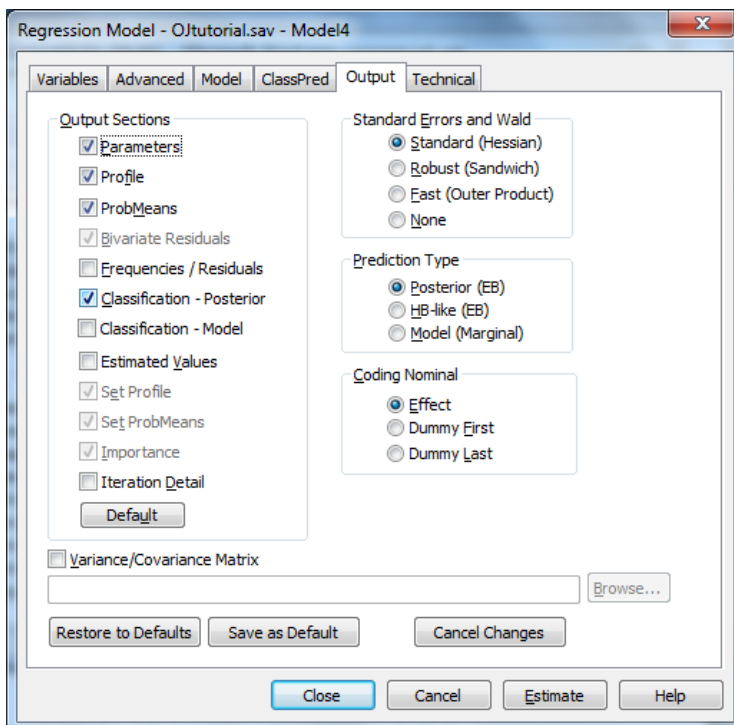 Regression Model - OJtutorial.sav - Model4
Variables
Advanced
Model
ClassPred
Output
Technical
Output Sections
Parameters
Profile
ProbMeans
Bivariate Residuals
Frequencies / Residuals
Classification - Posterior
Classification - Model
Estimated Values
Set Profile
Set ProbMeans
Importance
Iteration Detail
Default
Standard Errors and Wald
Standard (Hessian)
Robust (Sandwich)
Fast (Outer Product)
None
Prediction Type
Posterior (EB)
HB-like (EB)
Model (Marginal)
Coding Nominal
Effect
Dummy First
Dummy Last
Variance/Covariance Matrix
Browse...
Restore to Defaults
Save as Default
Cancel Changes
Close
Cancel
Estimate
Help